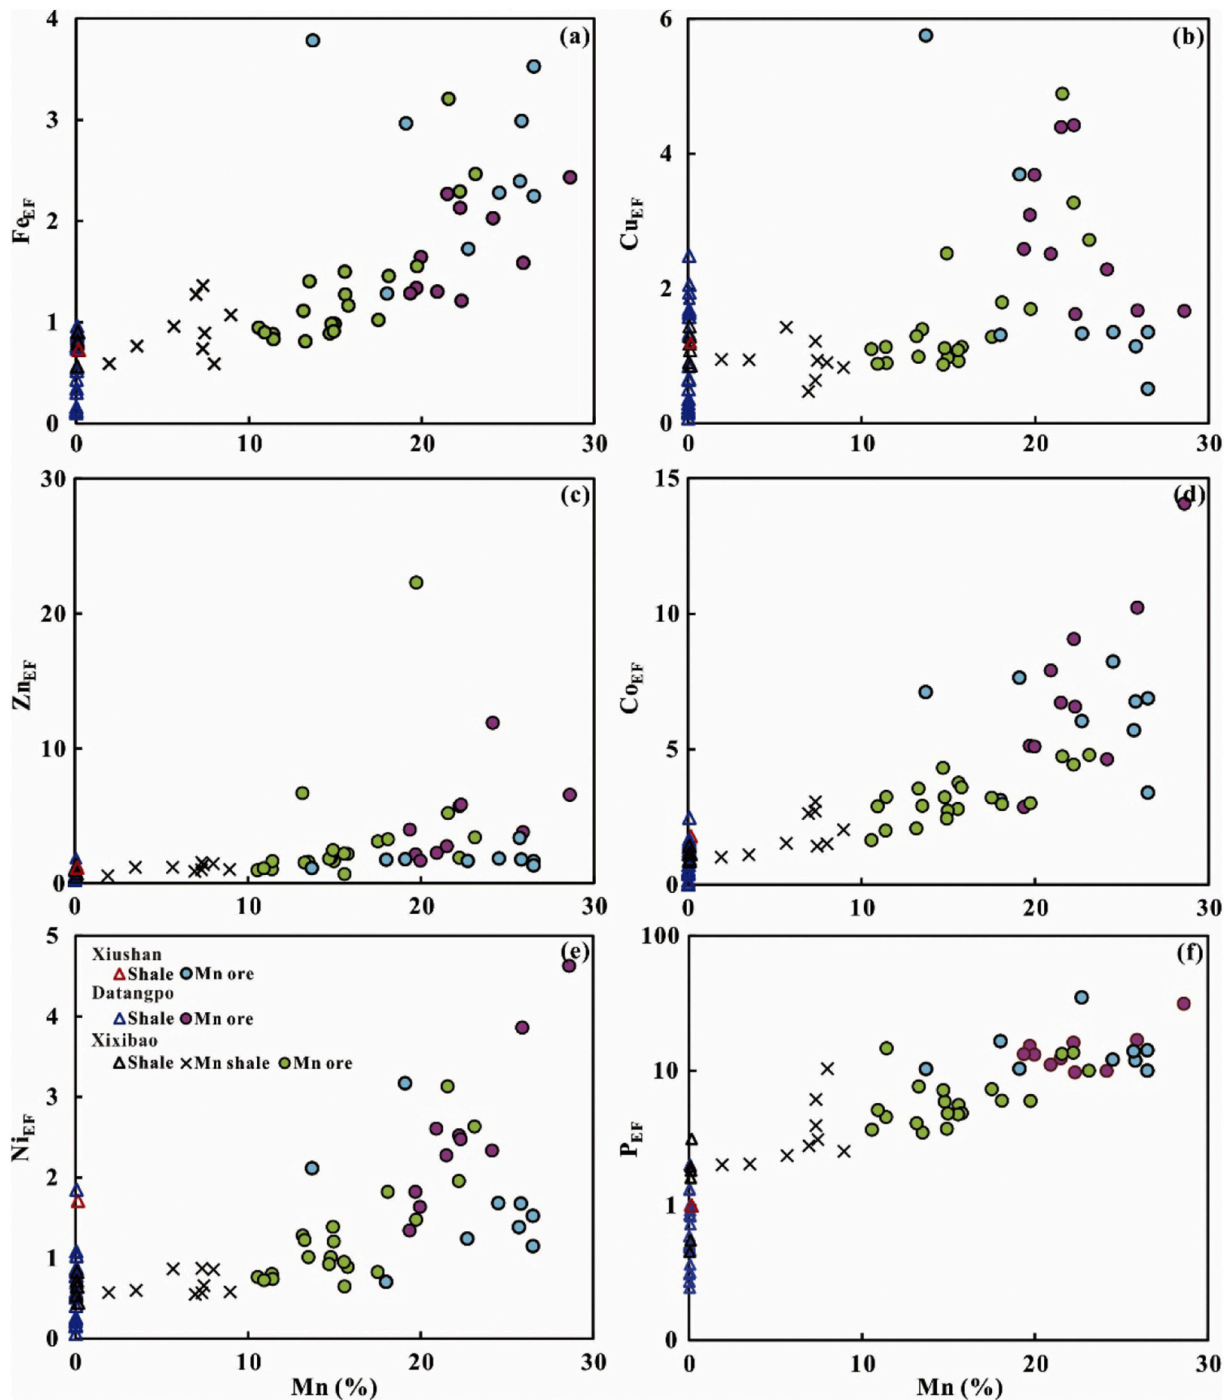 4
(a)
3
2
1
0
Fe_EF
0 10 20 30
6
(b)
4
2
0
Cu_EF
0 10 20 30
30
(c)
20
10
0
Zn_EF
0 10 20 30
15
(d)
10
5
0
Co_EF
0 10 20 30
5
(e)
4
3
2
1
0
Ni_EF
Xiushan
Shale Mn ore
Datangpo
Shale Mn ore
Xixibao
Shale Mn shale Mn ore
0 10 20 30
Mn (%)
100
(f)
10
1
0
P_EF
0 10 20 30
Mn (%)